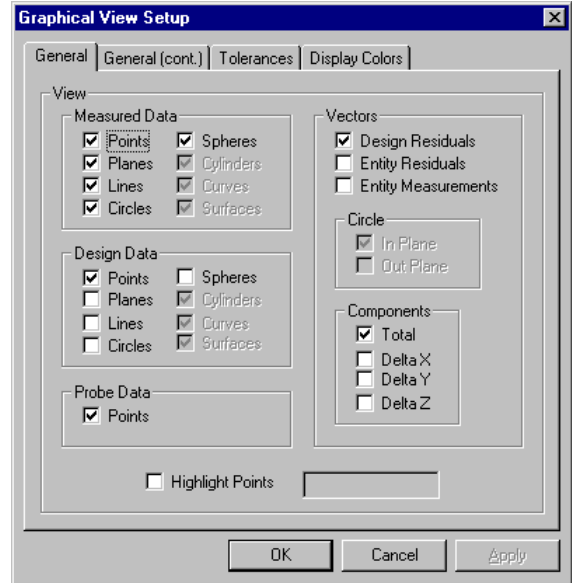 Graphical View Setup
General General (cont.) Tolerances Display Colors
View
Measured Data
Points Spheres
Planes Cylinders
Lines Curves
Circles Surfaces
Design Data
Points Spheres
Planes Cylinders
Lines Curves
Circles Surfaces
Probe Data
Points
Vectors
Design Residuals
Entity Residuals
Entity Measurements
Circle
In Plane
Out Plane
Components
Total
Delta X
Delta Y
Delta Z
Highlight Points
OK Cancel Apply